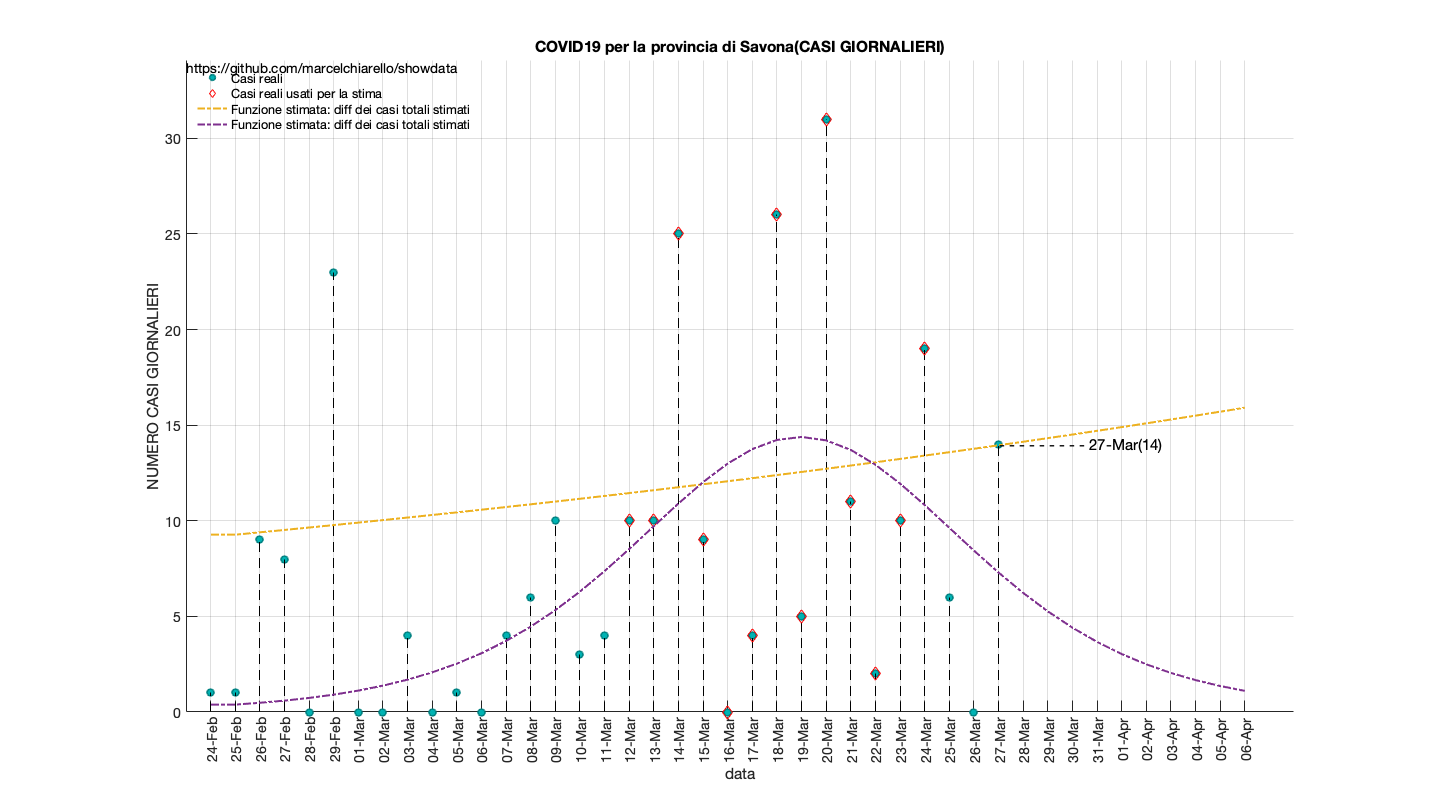 COVID19 per la provincia di Savona(CASI GIORNALIERI)
https://github.com/marcelchiarello/showdata
Casi reali
Casi reali usati per la stima
Funzione stimata: diff dei casi totali stimati
Funzione stimata: diff dei casi totali stimati
NUMERO CASI GIORNALIERI
30
25
20
15
10
5
0
27-Mar(14)
24-Feb
25-Feb
26-Feb
27-Feb
28-Feb
29-Feb
01-Mar
02-Mar
03-Mar
04-Mar
05-Mar
06-Mar
07-Mar
08-Mar
09-Mar
10-Mar
11-Mar
12-Mar
13-Mar
14-Mar
15-Mar
16-Mar
17-Mar
18-Mar
19-Mar
20-Mar
21-Mar
22-Mar
23-Mar
24-Mar
25-Mar
26-Mar
27-Mar
28-Mar
29-Mar
30-Mar
31-Mar
01-Apr
02-Apr
03-Apr
04-Apr
05-Apr
06-Apr
data